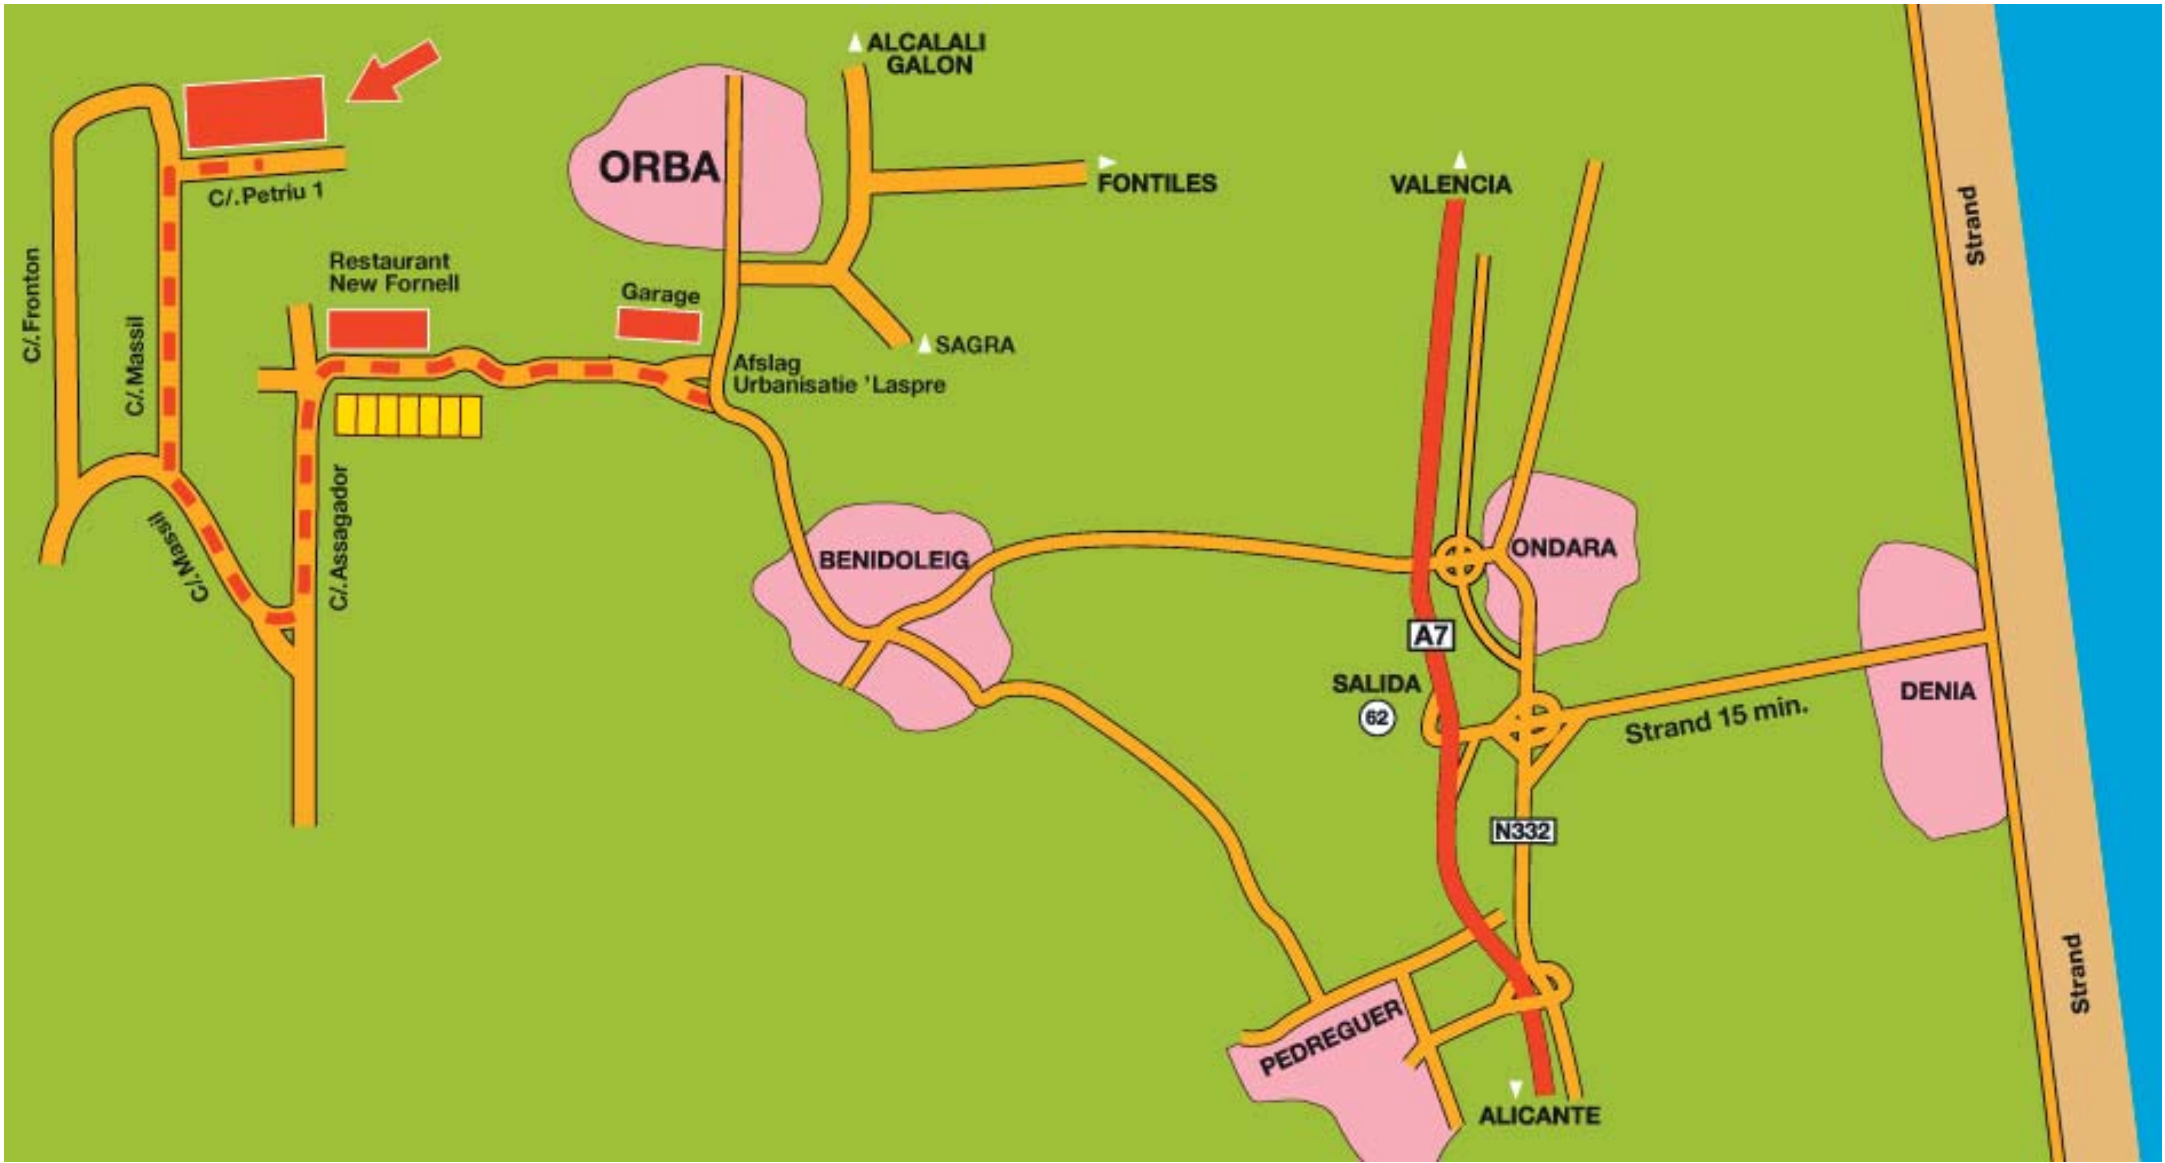 ALCALALI
GALON
ORBA
FONTILES
VALENCIA
Strand
C/.Petriu 1
C/. Fronton
C/.Massil
Restaurant
New Fornell
Garage
SAGRA
Afslag
Urbanisatie 'Laspre
C/.Massil
C/.Assagador
BENIDOLEIG
ONDARA
A7
SALIDA
62
Strand 15 min.
DENIA
N332
Strand
PEDREGUER
ALICANTE